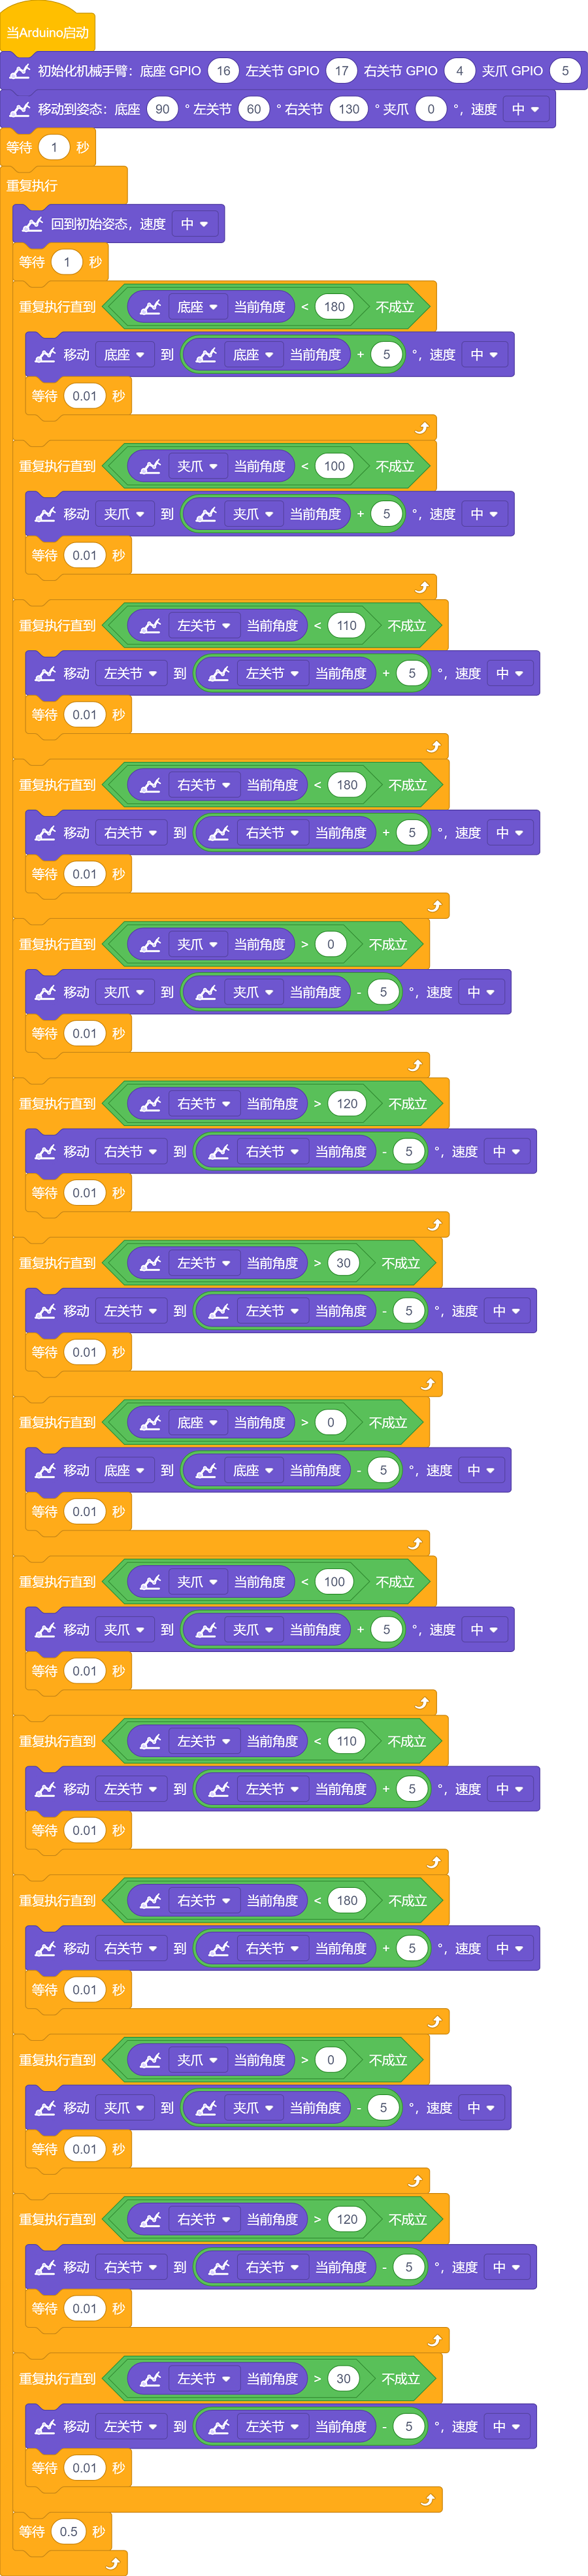 当Arduino启动
初始化机械手臂：底座 GPIO 16 左关节 GPIO 17 右关节 GPIO 4 夹爪 GPIO 5
移动到姿态：底座 90 ° 左关节 60 ° 右关节 130 ° 夹爪 0 °，速度 中
等待 1 秒
重复执行
回到初始姿态，速度 中
等待 1 秒
重复执行直到 底座 当前角度 < 180 不成立
移动 底座 到 底座 当前角度 + 5 °，速度 中
等待 0.01 秒
重复执行直到 夹爪 当前角度 < 100 不成立
移动 夹爪 到 夹爪 当前角度 + 5 °，速度 中
等待 0.01 秒
重复执行直到 左关节 当前角度 < 110 不成立
移动 左关节 到 左关节 当前角度 + 5 °，速度 中
等待 0.01 秒
重复执行直到 右关节 当前角度 < 180 不成立
移动 右关节 到 右关节 当前角度 + 5 °，速度 中
等待 0.01 秒
重复执行直到 夹爪 当前角度 > 0 不成立
移动 夹爪 到 夹爪 当前角度 - 5 °，速度 中
等待 0.01 秒
重复执行直到 右关节 当前角度 > 120 不成立
移动 右关节 到 右关节 当前角度 - 5 °，速度 中
等待 0.01 秒
重复执行直到 左关节 当前角度 > 30 不成立
移动 左关节 到 左关节 当前角度 - 5 °，速度 中
等待 0.01 秒
重复执行直到 底座 当前角度 > 0 不成立
移动 底座 到 底座 当前角度 - 5 °，速度 中
等待 0.01 秒
重复执行直到 夹爪 当前角度 < 100 不成立
移动 夹爪 到 夹爪 当前角度 + 5 °，速度 中
等待 0.01 秒
重复执行直到 左关节 当前角度 < 110 不成立
移动 左关节 到 左关节 当前角度 + 5 °，速度 中
等待 0.01 秒
重复执行直到 右关节 当前角度 < 180 不成立
移动 右关节 到 右关节 当前角度 + 5 °，速度 中
等待 0.01 秒
重复执行直到 夹爪 当前角度 > 0 不成立
移动 夹爪 到 夹爪 当前角度 - 5 °，速度 中
等待 0.01 秒
重复执行直到 右关节 当前角度 > 120 不成立
移动 右关节 到 右关节 当前角度 - 5 °，速度 中
等待 0.01 秒
重复执行直到 左关节 当前角度 > 30 不成立
移动 左关节 到 左关节 当前角度 - 5 °，速度 中
等待 0.01 秒
等待 0.5 秒